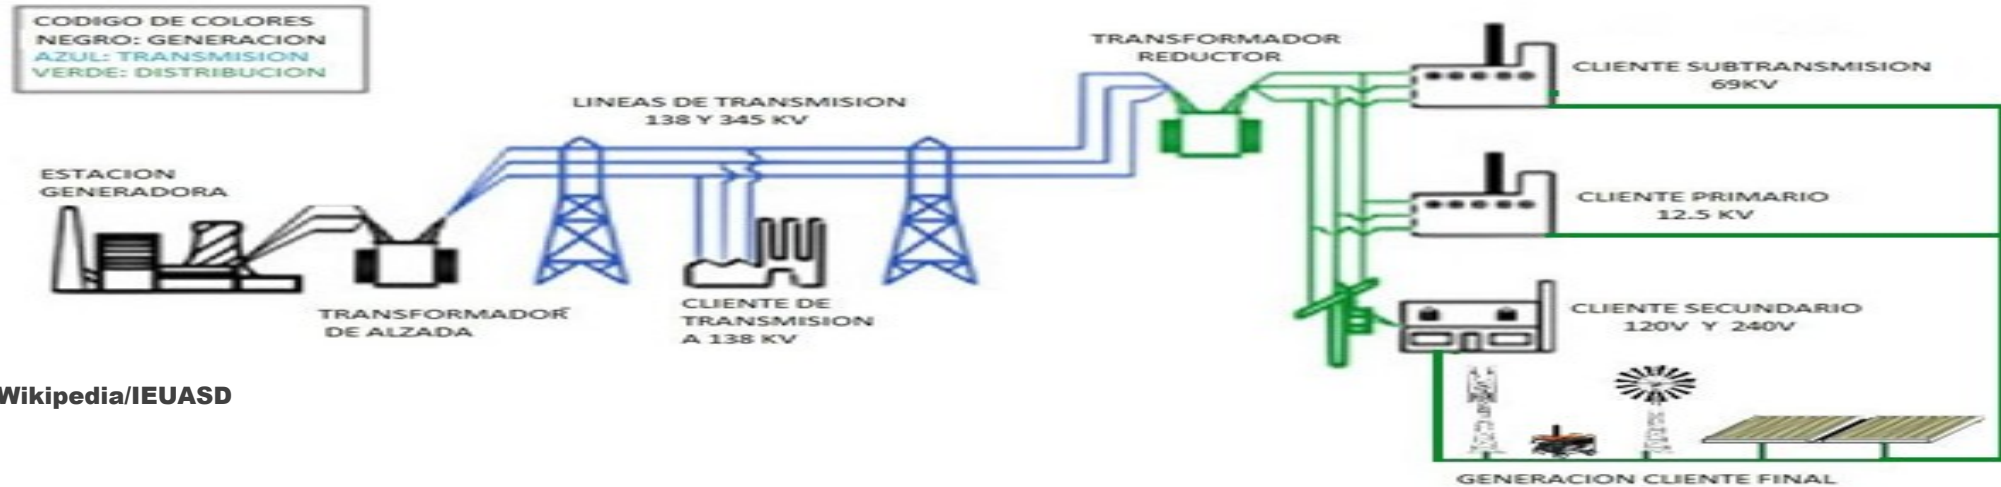 CODIGO DE COLORES
NEGRO: GENERACION
AZUL: TRANSMISION
VERDE: DISTRIBUCION
TRANSFORMADOR
REDUCTOR
CLIENTE SUBTRANSMISION
69KV
LINEAS DE TRANSMISION
138 Y 345 KV
ESTACION
GENERADORA
CLIENTE PRIMARIO
12.5 KV
TRANSFORMADOR
DE ALZADA
CLIENTE DE
TRANSMISION
A 138 KV
CLIENTE SECUNDARIO
120V Y 240V
Wikipedia/IEUASD
GENERACION CLIENTE FINAL